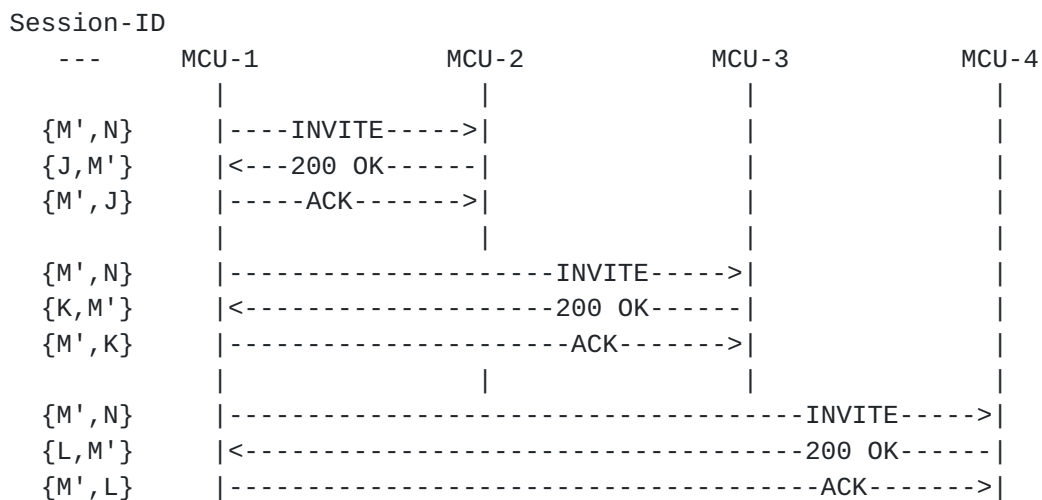 Session-ID
   ---     MCU-1            MCU-2            MCU-3           MCU-4
             |                |                |               |
  {M',N}     |----INVITE----->|                |               |
  {J,M'}     |<---200 OK------|                |               |
  {M',J}     |-----ACK------->|                |               |
             |                |                |               |
  {M',N}     |---------------------INVITE----->|               |
  {K,M'}     |<--------------------200 OK------|               |
  {M',K}     |----------------------ACK------->|               |
             |                |                |               |
  {M',N}     |-------------------------------------INVITE----->|
  {L,M'}     |<------------------------------------200 OK------|
  {M',L}     |--------------------------------------ACK------->|